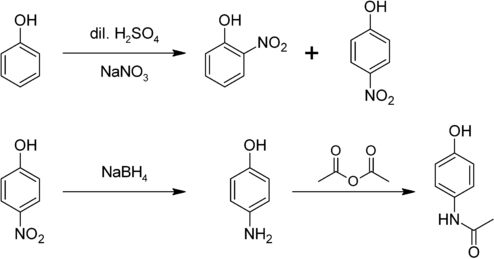 OH
dil. H₂SO₄
NaNO₃
OH
NO₂
+
OH
NO₂
OH
NO₂
NaBH₄
OH
NH₂
O O
O
OH
HN
O